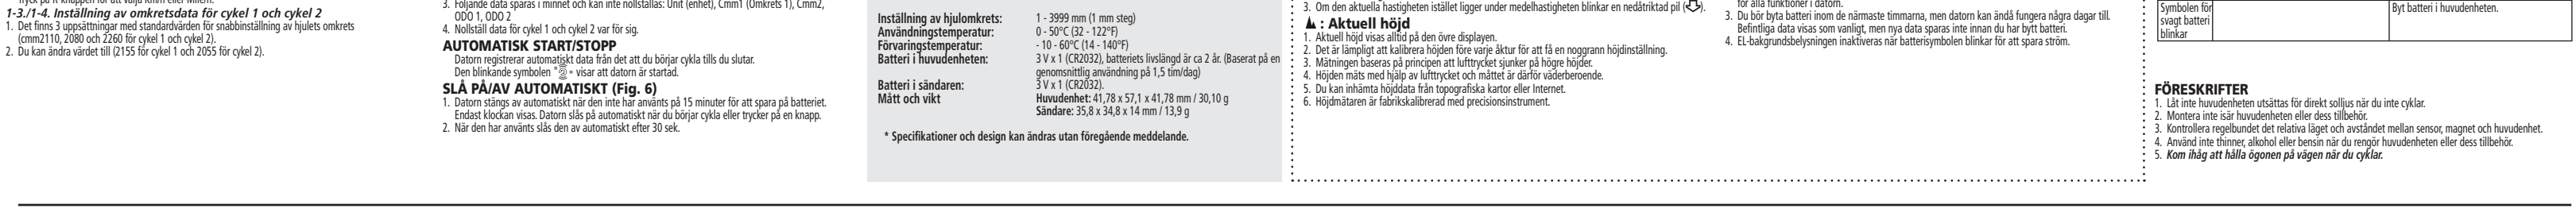 Tryck på R-knappen för att välja Km/h eller Mile/h.
1-3./1-4. Inställning av omkretsdata för cykel 1 och cykel 2
1. Det finns 3 uppsättningar med standardvärden för snabbinställning av hjulets omkrets
(cmm2110, 2080 och 2260 för cykel 1 och cykel 2).
2. Du kan ändra värdet till (2155 för cykel 1 och 2055 för cykel 2).
3. Följande data sparas i minnet och kan inte nollställas: Unit (enhet), Cmm1 (Omkrets 1), Cmm2,
ODO 1, ODO 2
4. Nollställ data för cykel 1 och cykel 2 var för sig.
AUTOMATISK START/STOPP
Datorn registrerar automatiskt data från det att du börjar cykla tills du slutar.
Den blinkande symolen " " visar att datorn är startad.
SLÅ PÅ/AV AUTOMATISKT (Fig. 6)
1. Datorn stängs av automatiskt när den inte har använts på 15 minuter för att spara på batteriet.
Endast klockan visas. Datorn slås på automatiskt när du börjar cykla eller trycker på en knapp.
2. När den har använts slås den av automatiskt efter 30 sek.
Inställning av hjulomkrets: 1 - 3999 mm (1 mm steg)
Användningstemperatur: 0 - 50°C (32 - 122°F)
Förvaringstemperatur: - 10 - 60°C (14 - 140°F)
Batteri i huvudenheten: 3 V x 1 (CR2032), batteriets livslängd är ca 2 år. (Baserat på en
genomsnittlig användning på 1,5 tim/dag)
Batteri i sändaren: 3 V x 1 (CR2032).
Mått och vikt Huvudenhet: 41,78 x 57,1 x 41,78 mm / 30,10 g
Sändare: 35,8 x 34,8 x 14 mm / 13,9 g
* Specifikationer och design kan ändras utan föregående meddelande.
3. Om den aktuella hastigheten istället ligger under medelhastigheten blinkar en nedåtriktad pil ( ).
: Aktuell höjd
1. Aktuell höjd visas alltid på den övre displayen.
2. Det är lämpligt att kalibrera höjden före varje åktur för att få en noggrann höjdinställning.
3. Mätningen baseras på principen att lufttrycket sjunker på högre höjder.
4. Höjden mäts med hjälp av lufttrycket och måttet är därför väderberoende.
5. Du kan inhämta höjddata från topografiska kartor eller Internet.
6. Höjdmätaren är fabrikskalibrerad med precisionsinstrument.
för alla funktioner i datorn.
3. Du bör byta batteri inom de närmaste timmarna, men datorn kan ändå fungera några dagar till.
Befintliga data visas som vanligt, men nya data sparas inte innan du har bytt batteri.
4. EL-bakgrundsbelysningen inaktiveras när batterisymbolen blinkar för att spara ström.
Symbolen för
svagt batteri
blinkar
Byt batteri i huvudenheten.
FÖRESKRIFTER
1. Låt inte huvudenheten utsättas för direkt solljus när du inte cyklar.
2. Montera inte isär huvudenheten eller dess tillbehör.
3. Kontrollera regelbundet det relativa läget och avståndet mellan sensor, magnet och huvudenhet.
4. Använd inte thinner, alkohol eller bensin när du rengör huvudenheten eller dess tillbehör.
5. Kom ihåg att hålla ögonen på vägen när du cyklar.